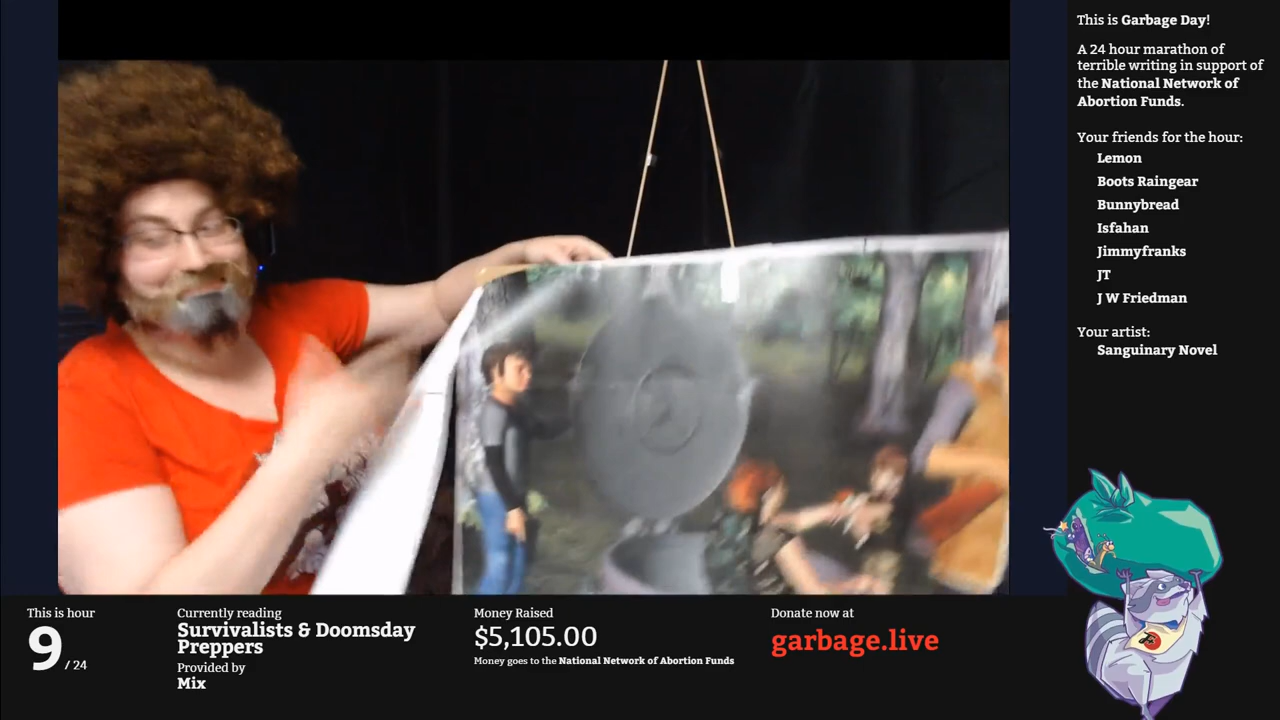 This is Garbage Day!
A 24 hour marathon of
terrible writing in support of
the National Network of
Abortion Funds.
Your friends for the hour:
Lemon
Boots Raingear
Bunnybread
Isfahan
Jimmyfranks
JT
J W Friedman
Your artist:
Sanguinary Novel
This is hour
9 / 24
Currently reading
Survivalists & Doomsday
Preppers
Provided by
Mix
Money Raised
$5,105.00
Money goes to the National Network of Abortion Funds
Donate now at
garbage.live